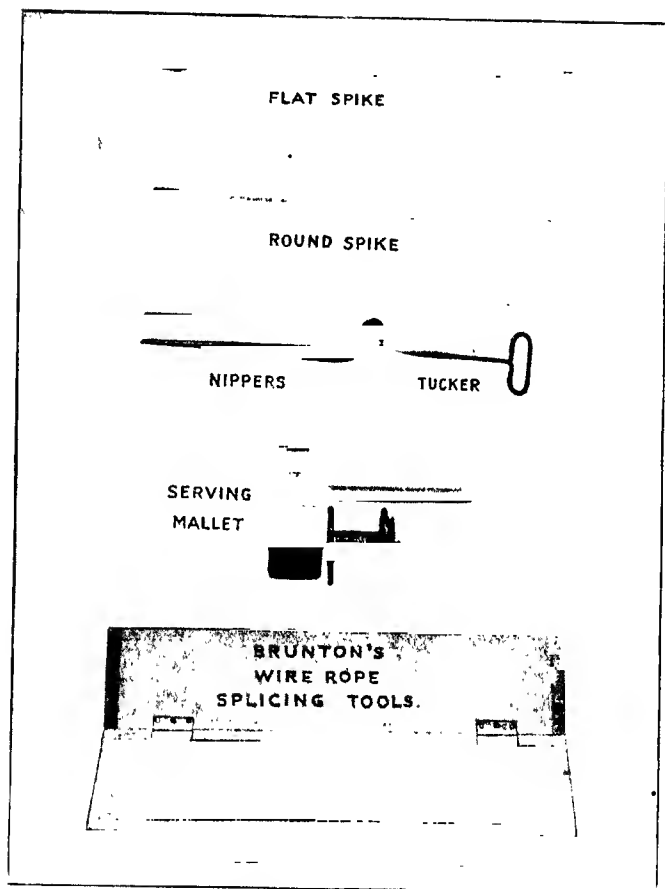 FLAT SPIKE
ROUND SPIKE
NIPPERS TUCKER
SERVING
MALLET
BRUNTON'S
WIRE ROPE
SPLICING TOOLS.